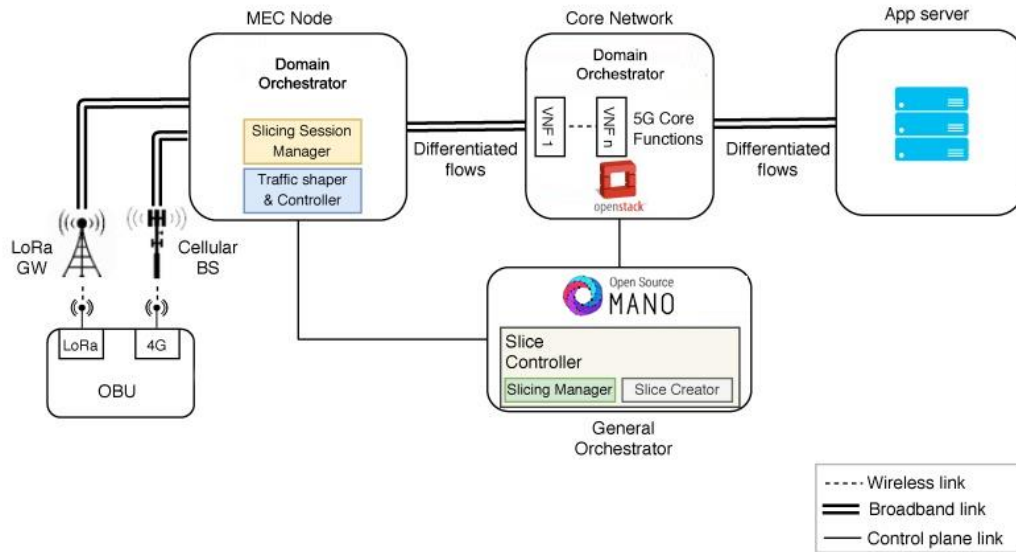 MEC Node
Core Network
App server
Domain
Orchestrator
Domain
Orchestrator
Slicing Session
Manager
Traffic shaper
& Controller
Differentiated
flows
VNF 1
VNF n
5G Core
Functions
openstack
Differentiated
flows
LoRa
GW
Cellular
BS
LoRa
4G
OBU
Open Source
MANO
Slice
Controller
Slicing Manager
Slice Creator
General
Orchestrator
Wireless link
Broadband link
Control plane link